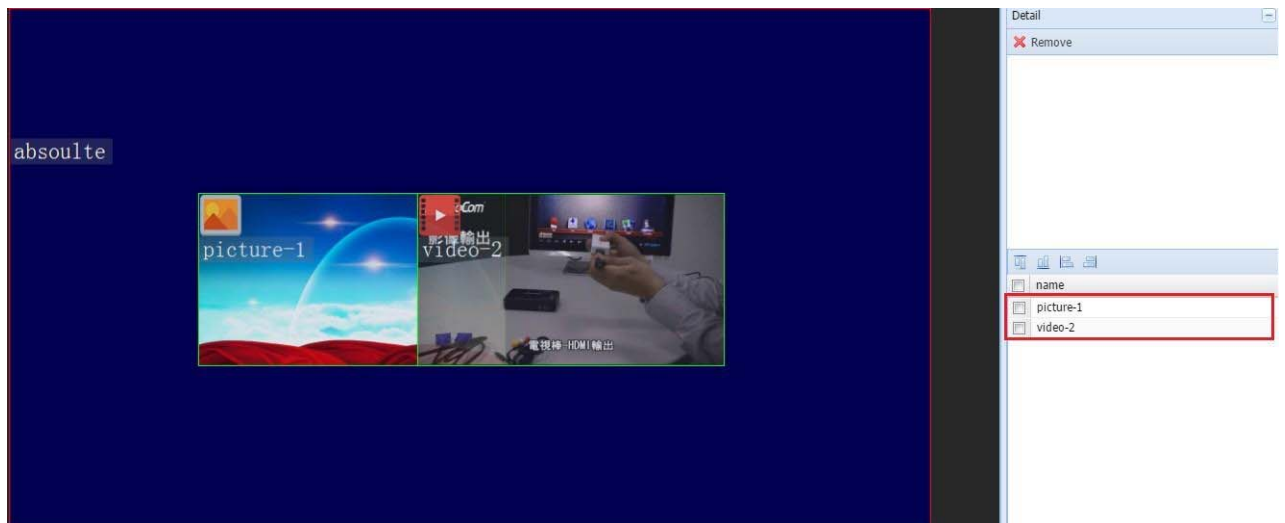 Detail
Remove
absoulte
picture-1
Com
影像輸出
video-2
電視棒-HDMI輸出
name
picture-1
video-2